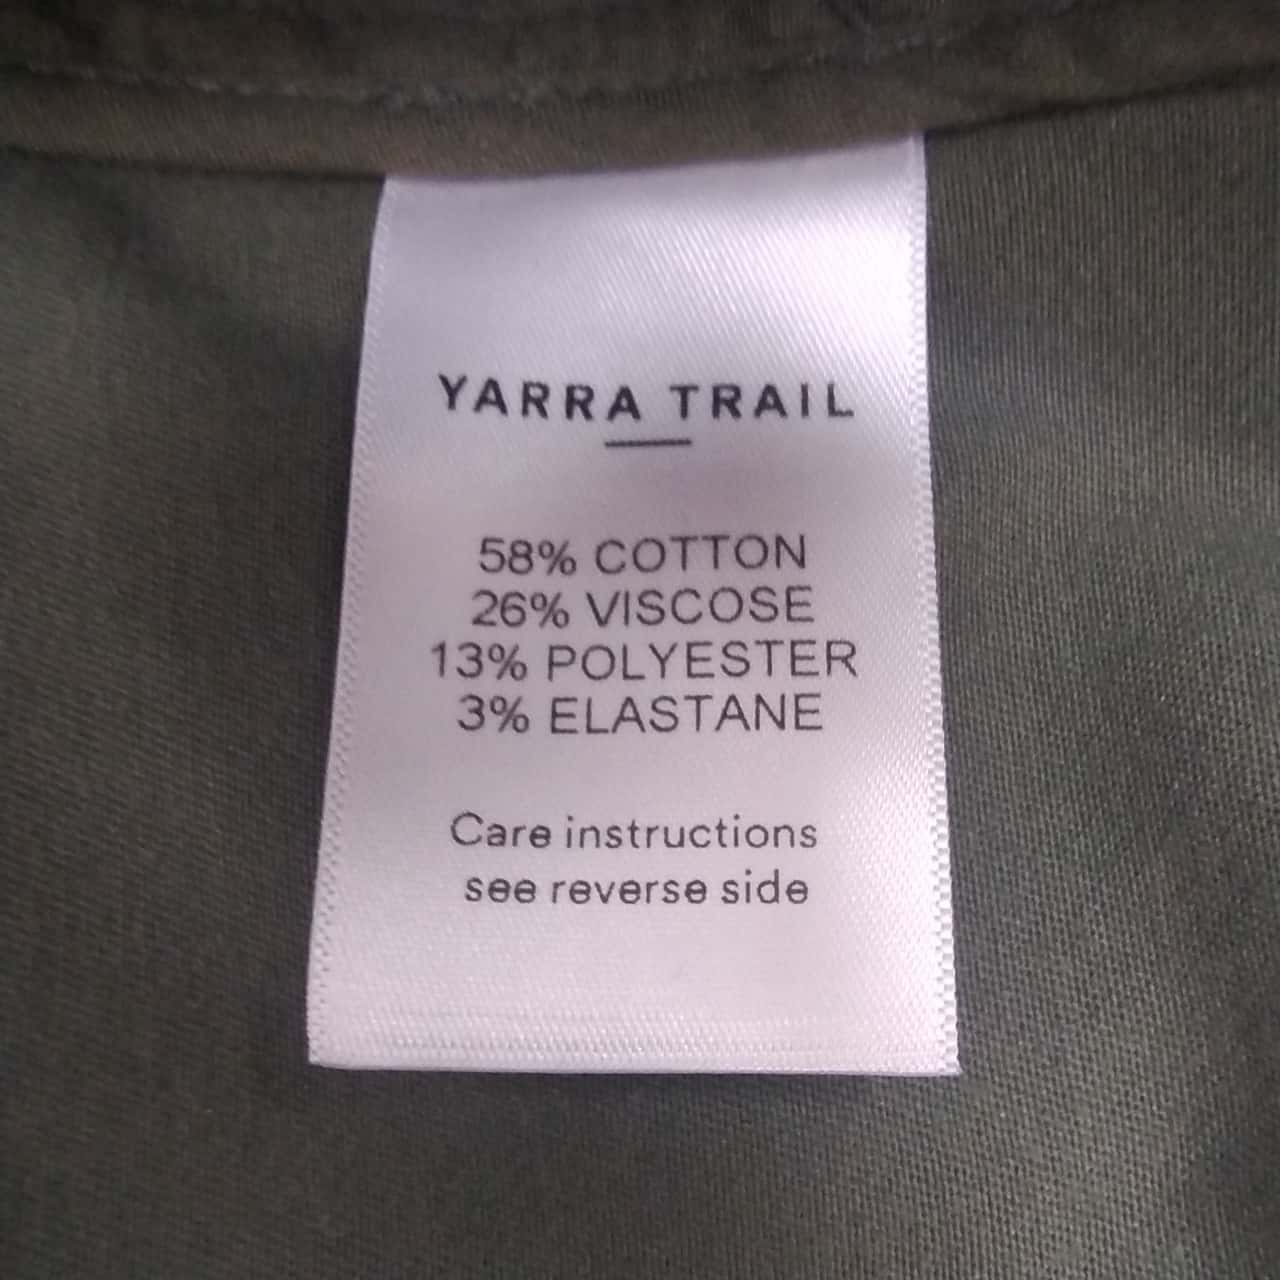 YARRA TRAIL
58% COTTON
26% VISCOSE
13% POLYESTER
3% ELASTANE
Care instructions
see reverse side